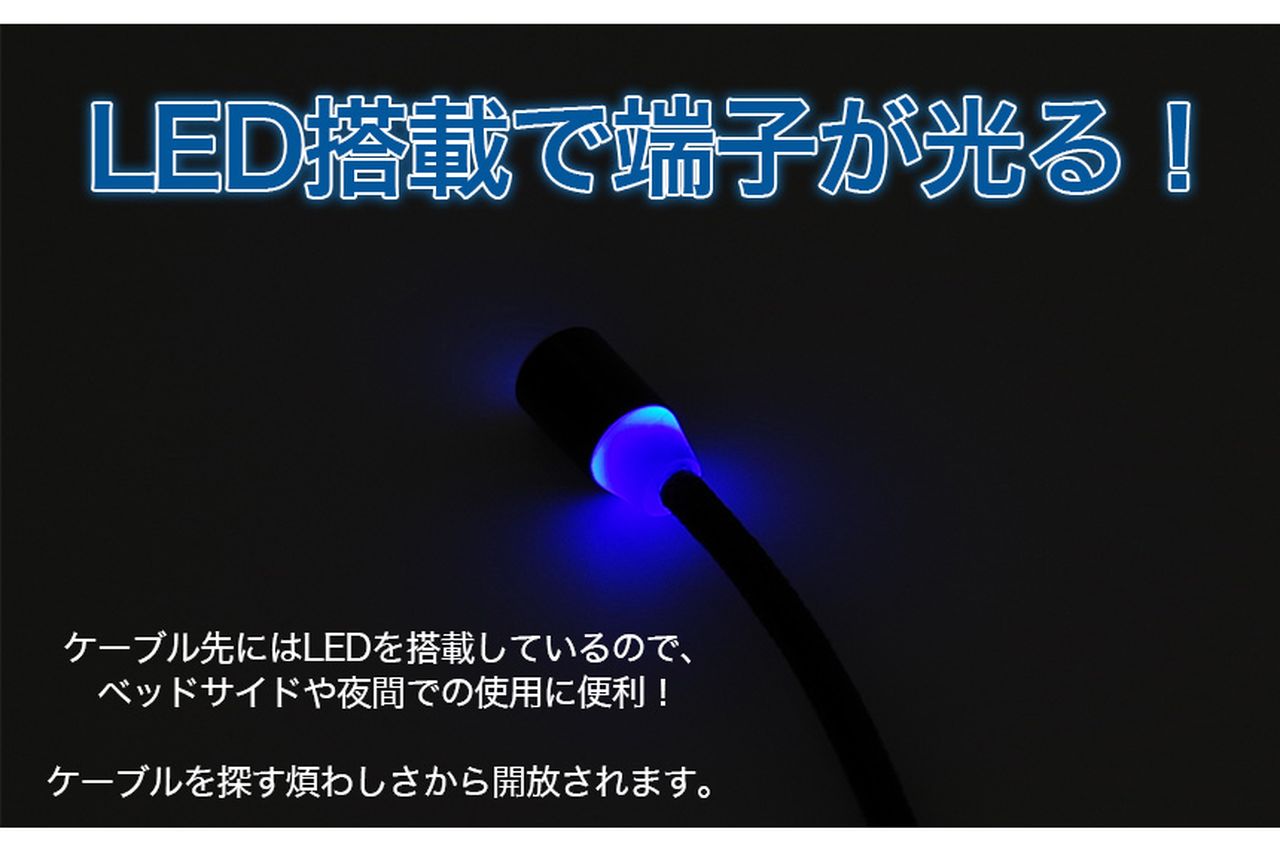 LED搭載で端子が光る！
ケーブル先にはLEDを搭載しているので、
ベッドサイドや夜間での使用に便利！
ケーブルを探す煩わしさから開放されます。